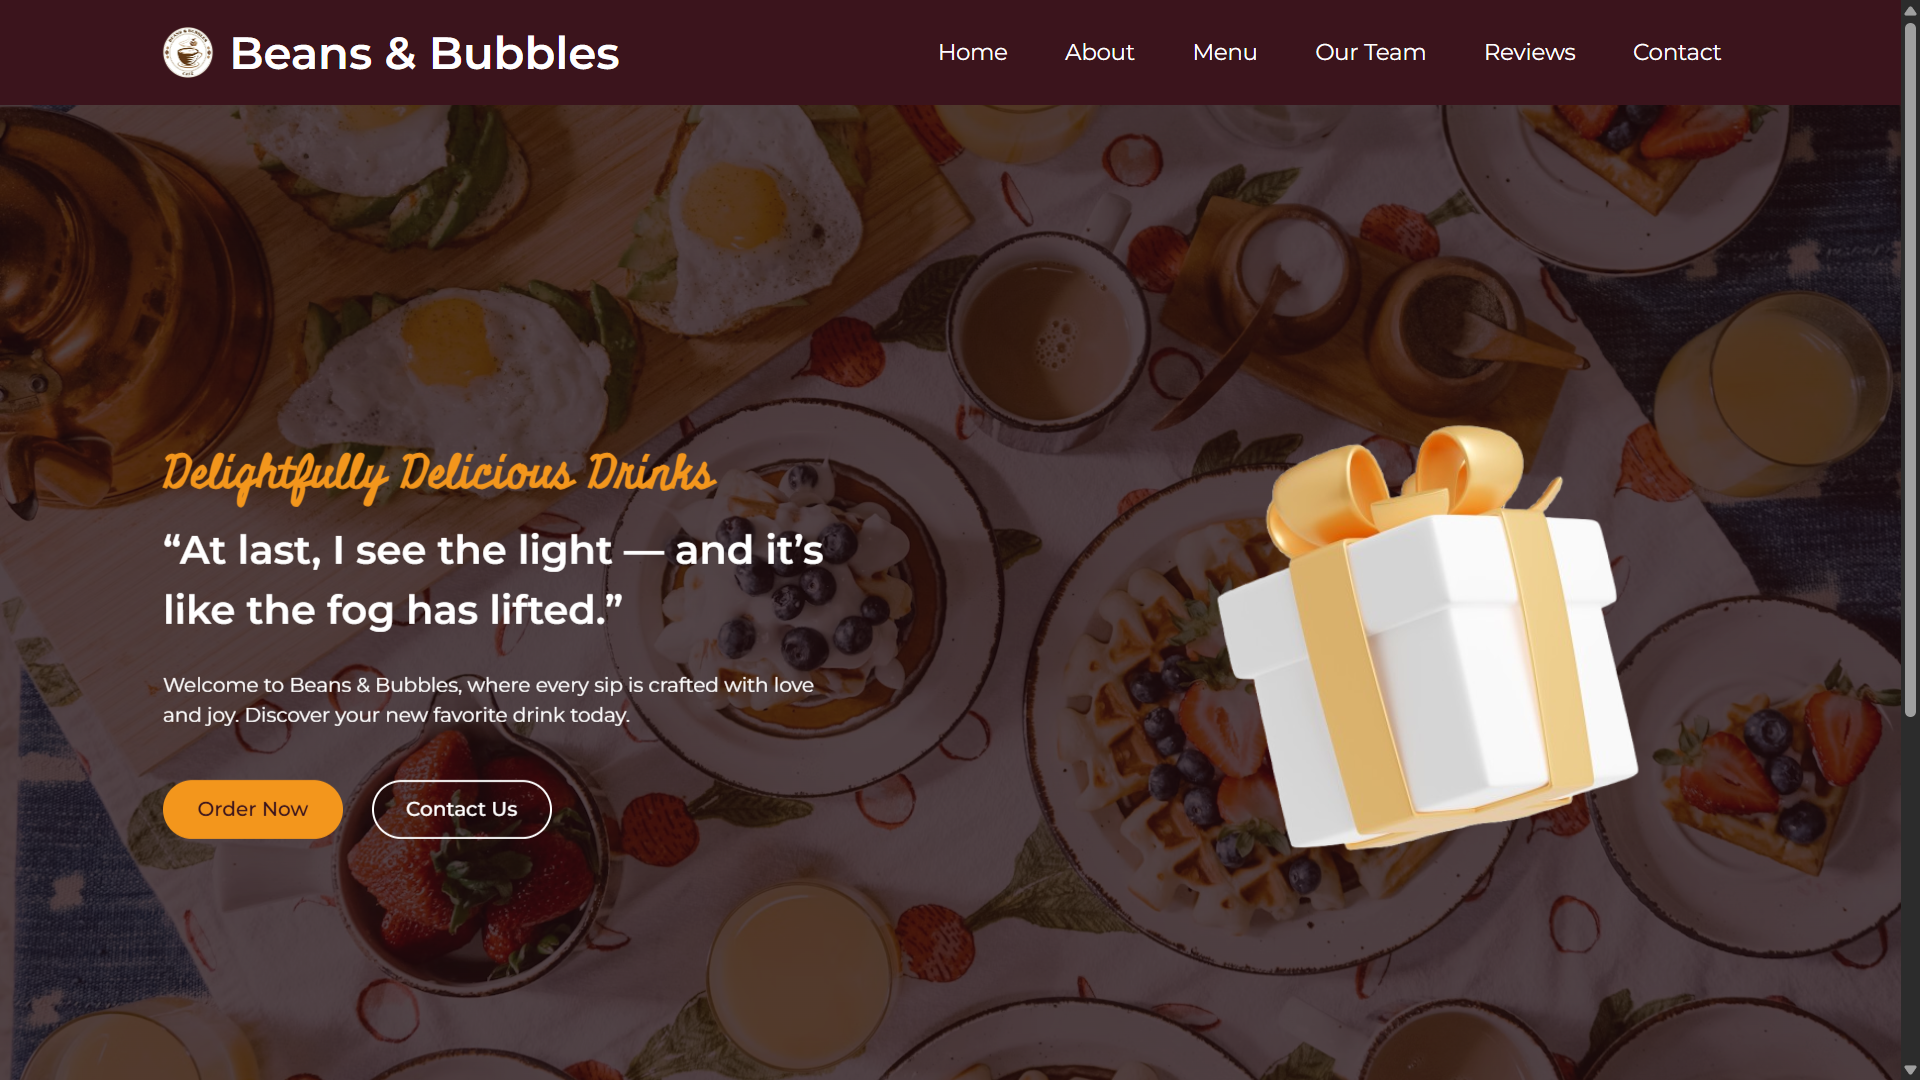 Beans & Bubbles
Home
About
Menu
Our Team
Reviews
Contact
Delightfully Delicious Drinks
“At last, I see the light — and it’s
like the fog has lifted.”
Welcome to Beans & Bubbles, where every sip is crafted with love
and joy. Discover your new favorite drink today.
Order Now
Contact Us